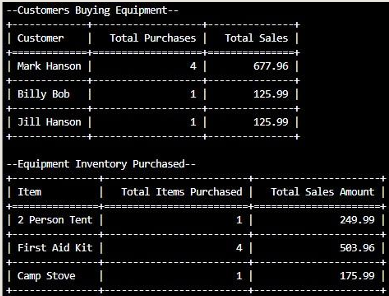 --Customers Buying Equipment--
| Customer | Total Purchases | Total Sales |
| Mark Hanson | 4 | 677.96 |
| Billy Bob | 1 | 125.99 |
| Jill Hanson | 1 | 125.99 |
--Equipment Inventory Purchased--
| Item | Total Items Purchased | Total Sales Amount |
| 2 Person Tent | 1 | 249.99 |
| First Aid Kit | 4 | 503.96 |
| Camp Stove | 1 | 175.99 |